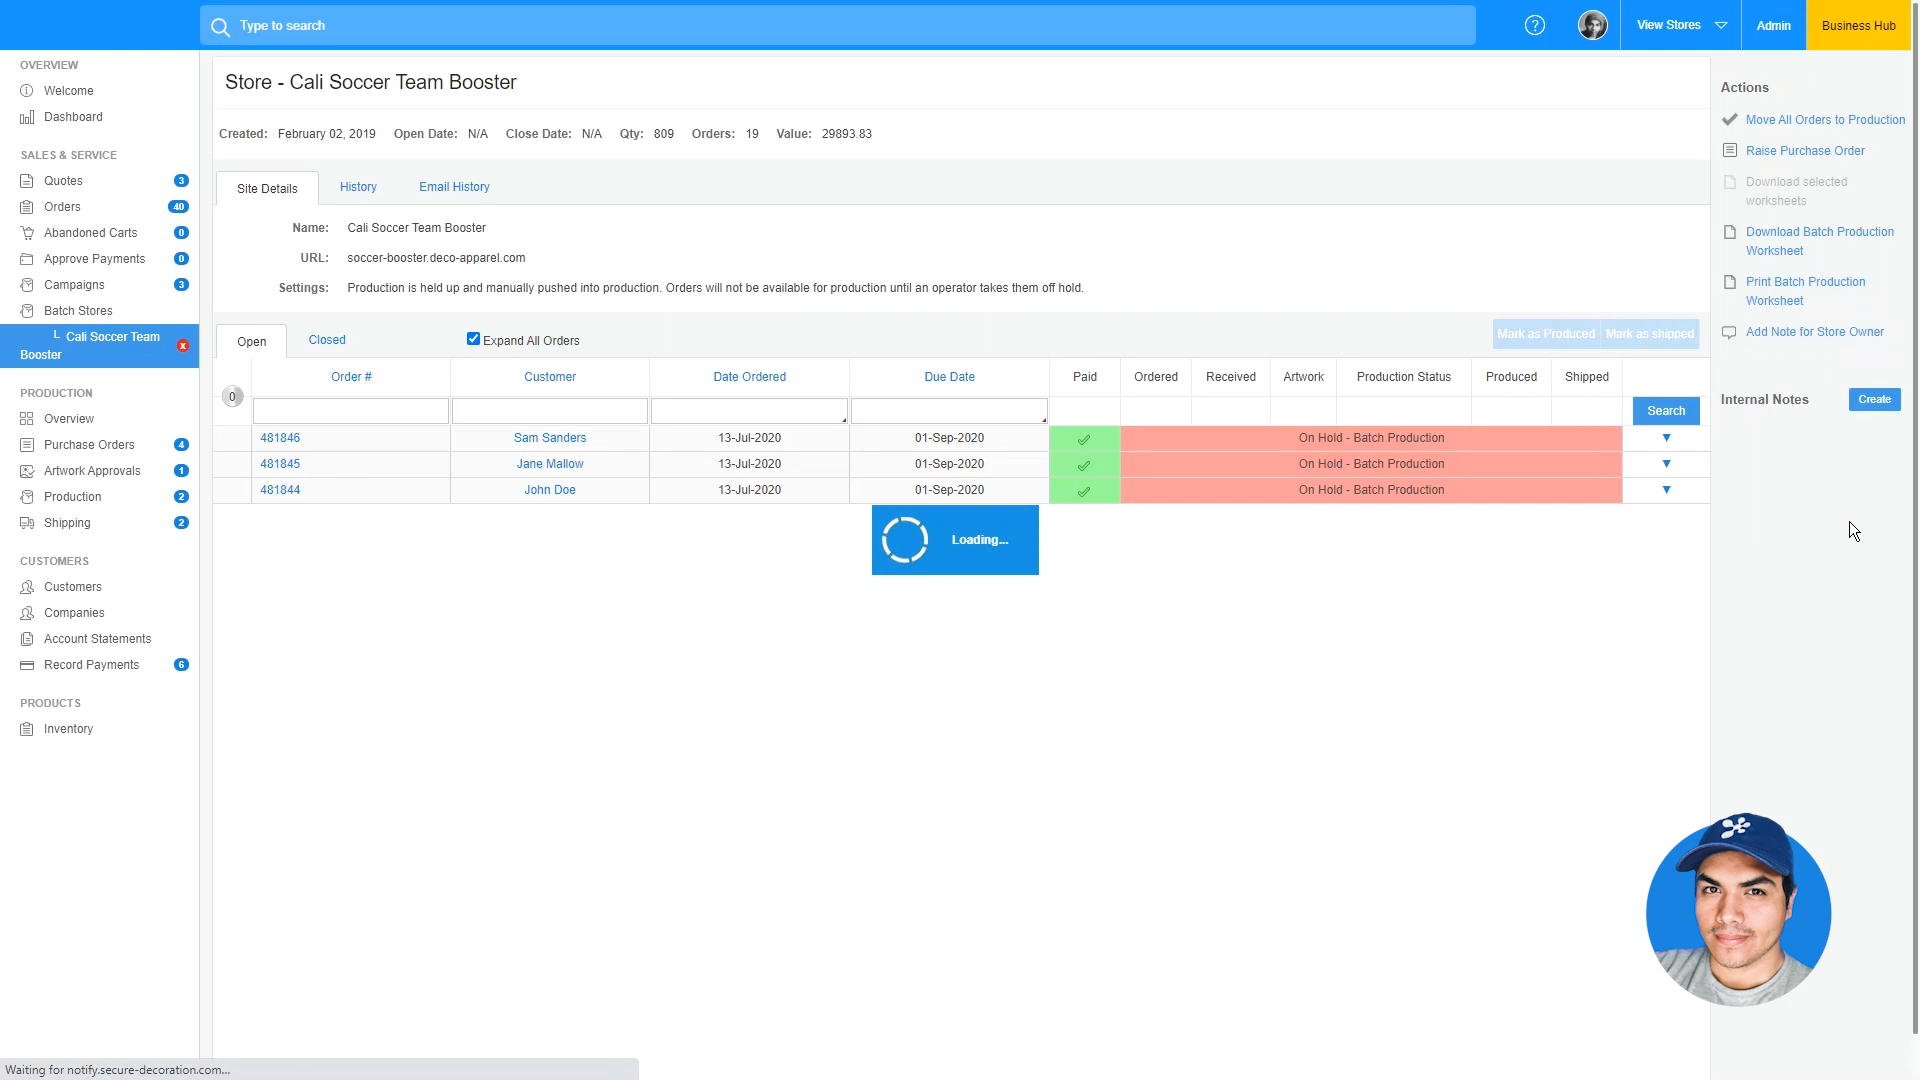 Type to search
?
View Stores
Admin
Business Hub
OVERVIEW
Welcome
Dashboard
SALES & SERVICE
Quotes 3
Orders 40
Abandoned Carts 0
Approve Payments 0
Campaigns 3
Batch Stores
Cali Soccer Team
Booster x
PRODUCTION
Overview
Purchase Orders 4
Artwork Approvals 1
Production 2
Shipping 2
CUSTOMERS
Customers
Companies
Account Statements
Record Payments 6
PRODUCTS
Inventory
Store - Cali Soccer Team Booster
Created: February 02, 2019 Open Date: N/A Close Date: N/A Qty: 809 Orders: 19 Value: 29893.83
Site Details History Email History
Name: Cali Soccer Team Booster
URL: soccer-booster.deco-apparel.com
Settings: Production is held up and manually pushed into production. Orders will not be available for production until an operator takes them off hold.
Open Closed Expand All Orders Mark as Produced Mark as shipped
Order # Customer Date Ordered Due Date Paid Ordered Received Artwork Production Status Produced Shipped
0
Search
481846 Sam Sanders 13-Jul-2020 01-Sep-2020 On Hold - Batch Production
481845 Jane Mallow 13-Jul-2020 01-Sep-2020 On Hold - Batch Production
481844 John Doe 13-Jul-2020 01-Sep-2020 On Hold - Batch Production
Loading...
Actions
Move All Orders to Production
Raise Purchase Order
Download selected
worksheets
Download Batch Production
Worksheet
Print Batch Production
Worksheet
Add Note for Store Owner
Internal Notes Create
Waiting for notify.secure-decoration.com...